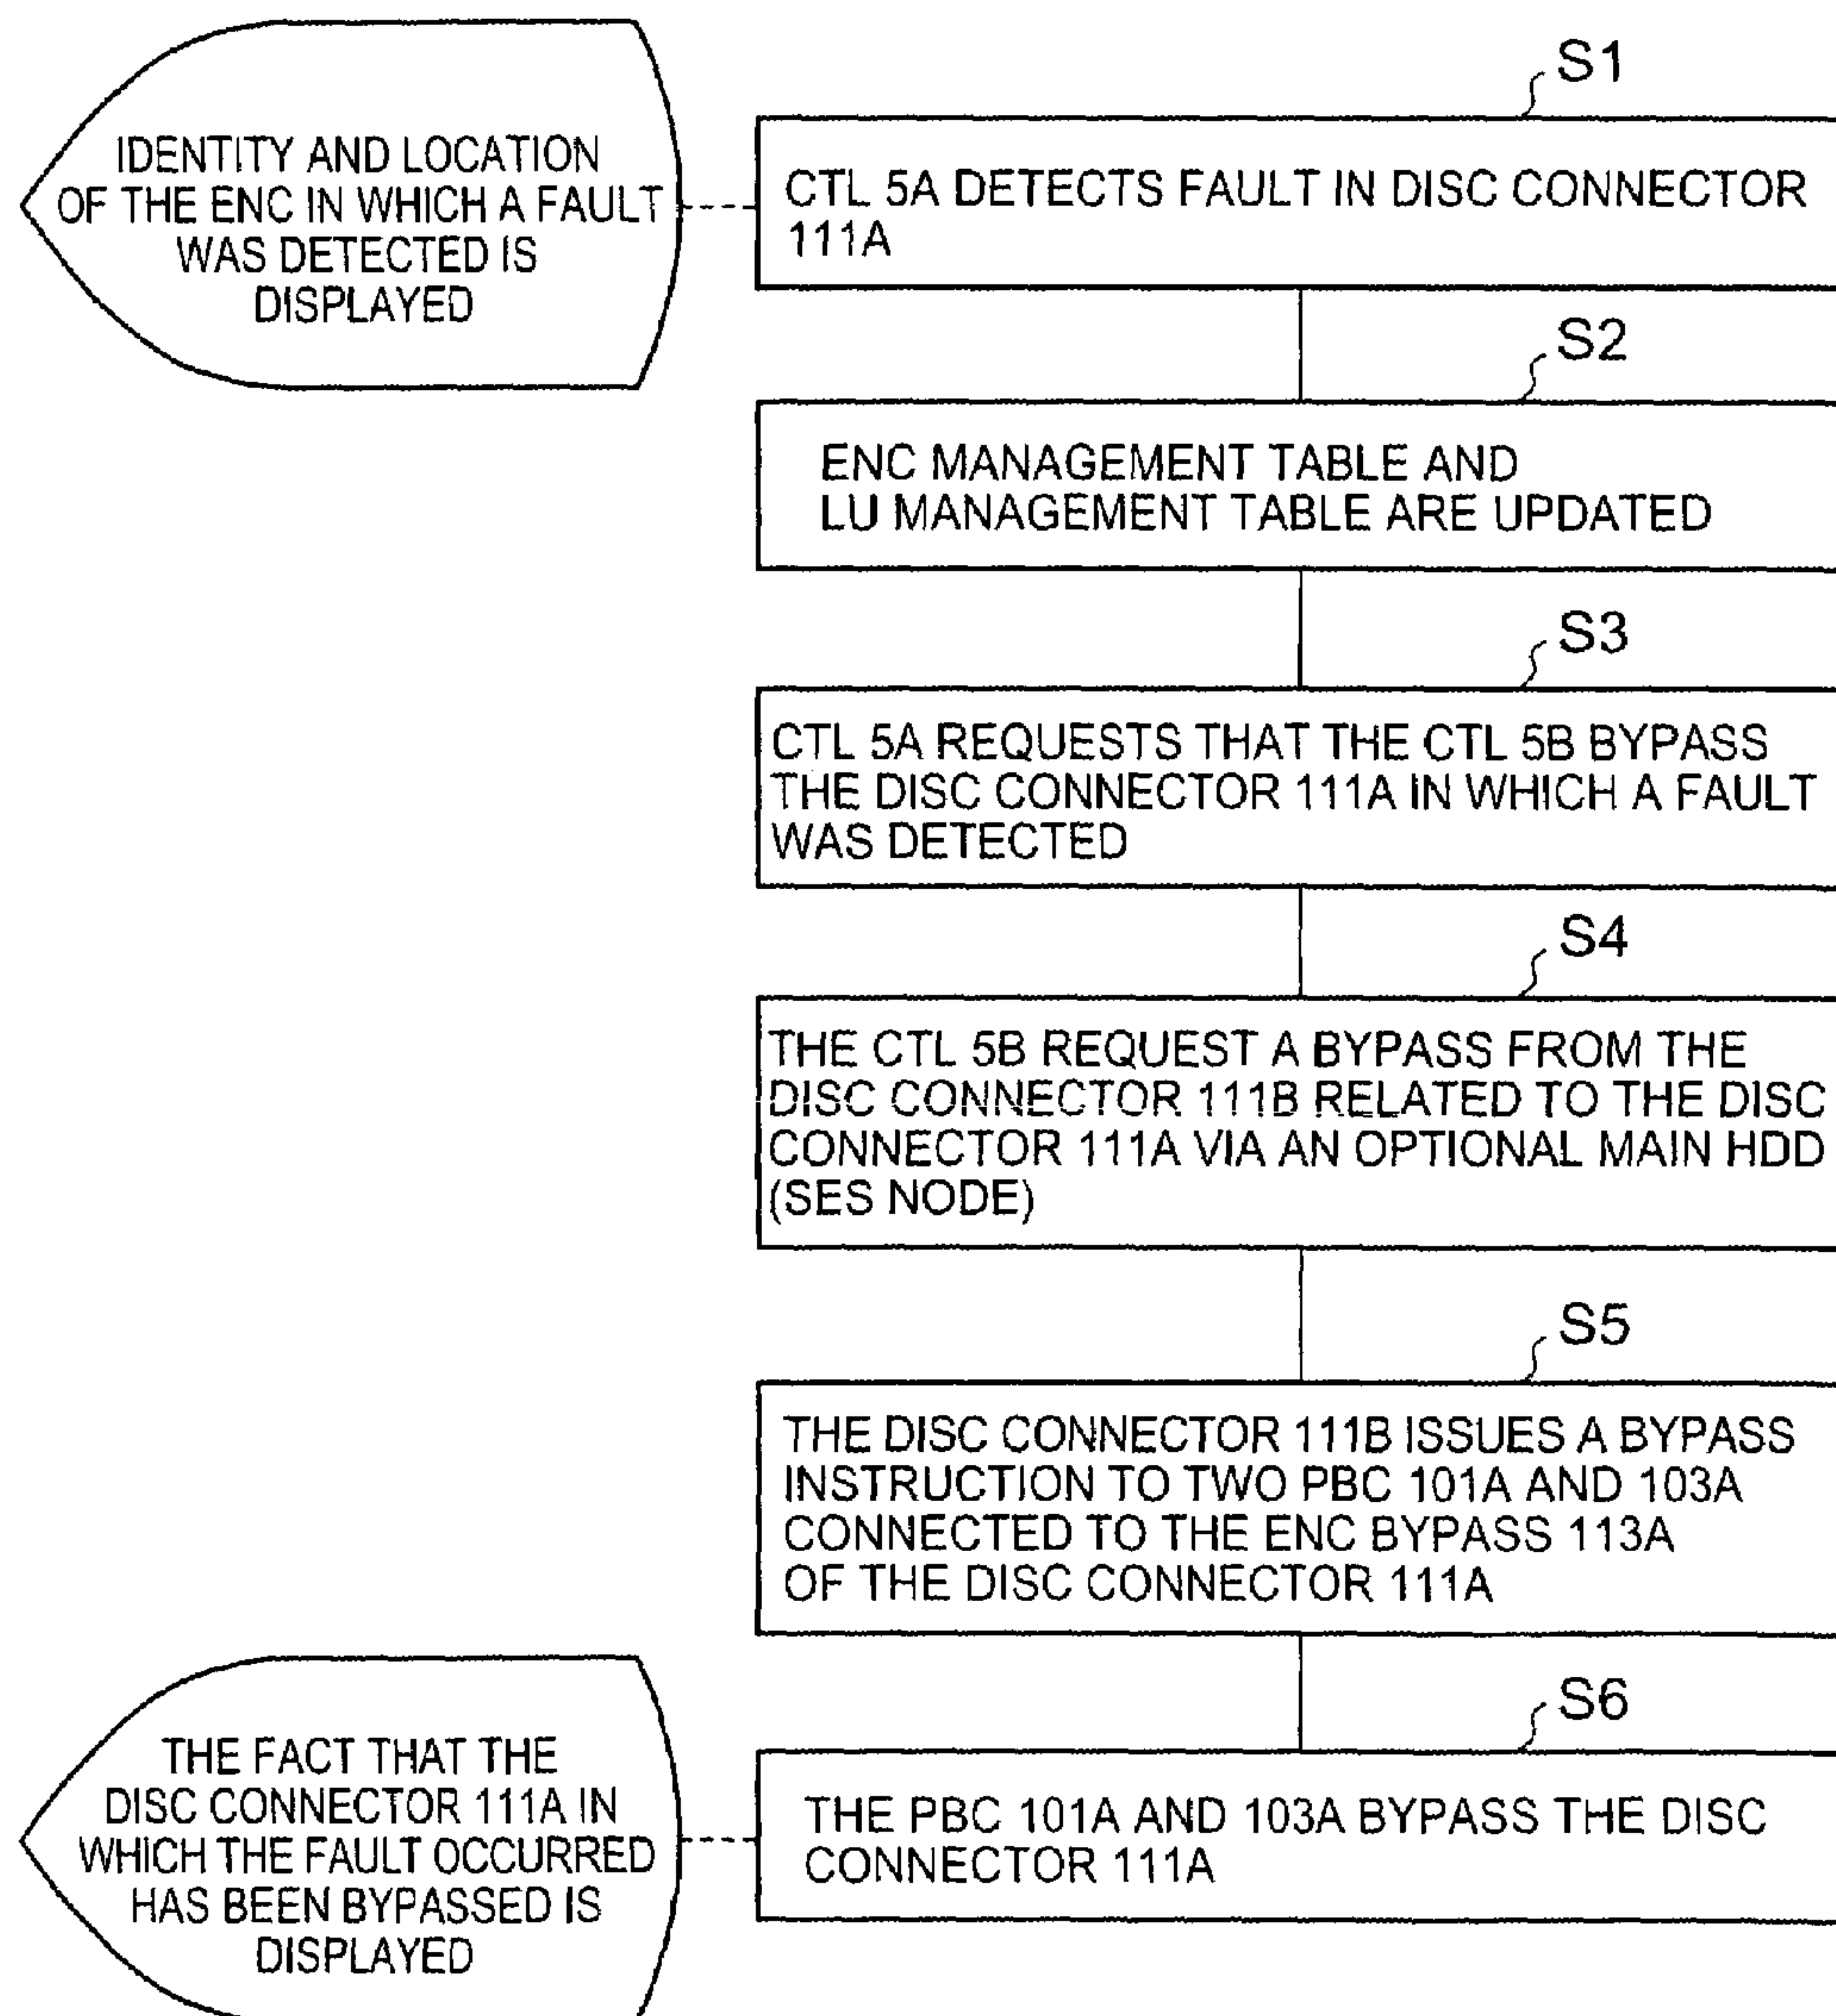 S1
IDENTITY AND LOCATION
OF THE ENC IN WHICH A FAULT
WAS DETECTED IS
DISPLAYED
CTL 5A DETECTS FAULT IN DISC CONNECTOR
111A
S2
ENC MANAGEMENT TABLE AND
LU MANAGEMENT TABLE ARE UPDATED
S3
CTL 5A REQUESTS THAT THE CTL 5B BYPASS
THE DISC CONNECTOR 111A IN WHICH A FAULT
WAS DETECTED
S4
THE CTL 5B REQUEST A BYPASS FROM THE
DISC CONNECTOR 111B RELATED TO THE DISC
CONNECTOR 111A VIA AN OPTIONAL MAIN HDD
(SES NODE)
S5
THE DISC CONNECTOR 111B ISSUES A BYPASS
INSTRUCTION TO TWO PBC 101A AND 103A
CONNECTED TO THE ENC BYPASS 113A
OF THE DISC CONNECTOR 111A
S6
THE FACT THAT THE
DISC CONNECTOR 111A IN
WHICH THE FAULT OCCURRED
HAS BEEN BYPASSED IS
DISPLAYED
THE PBC 101A AND 103A BYPASS THE DISC
CONNECTOR 111A